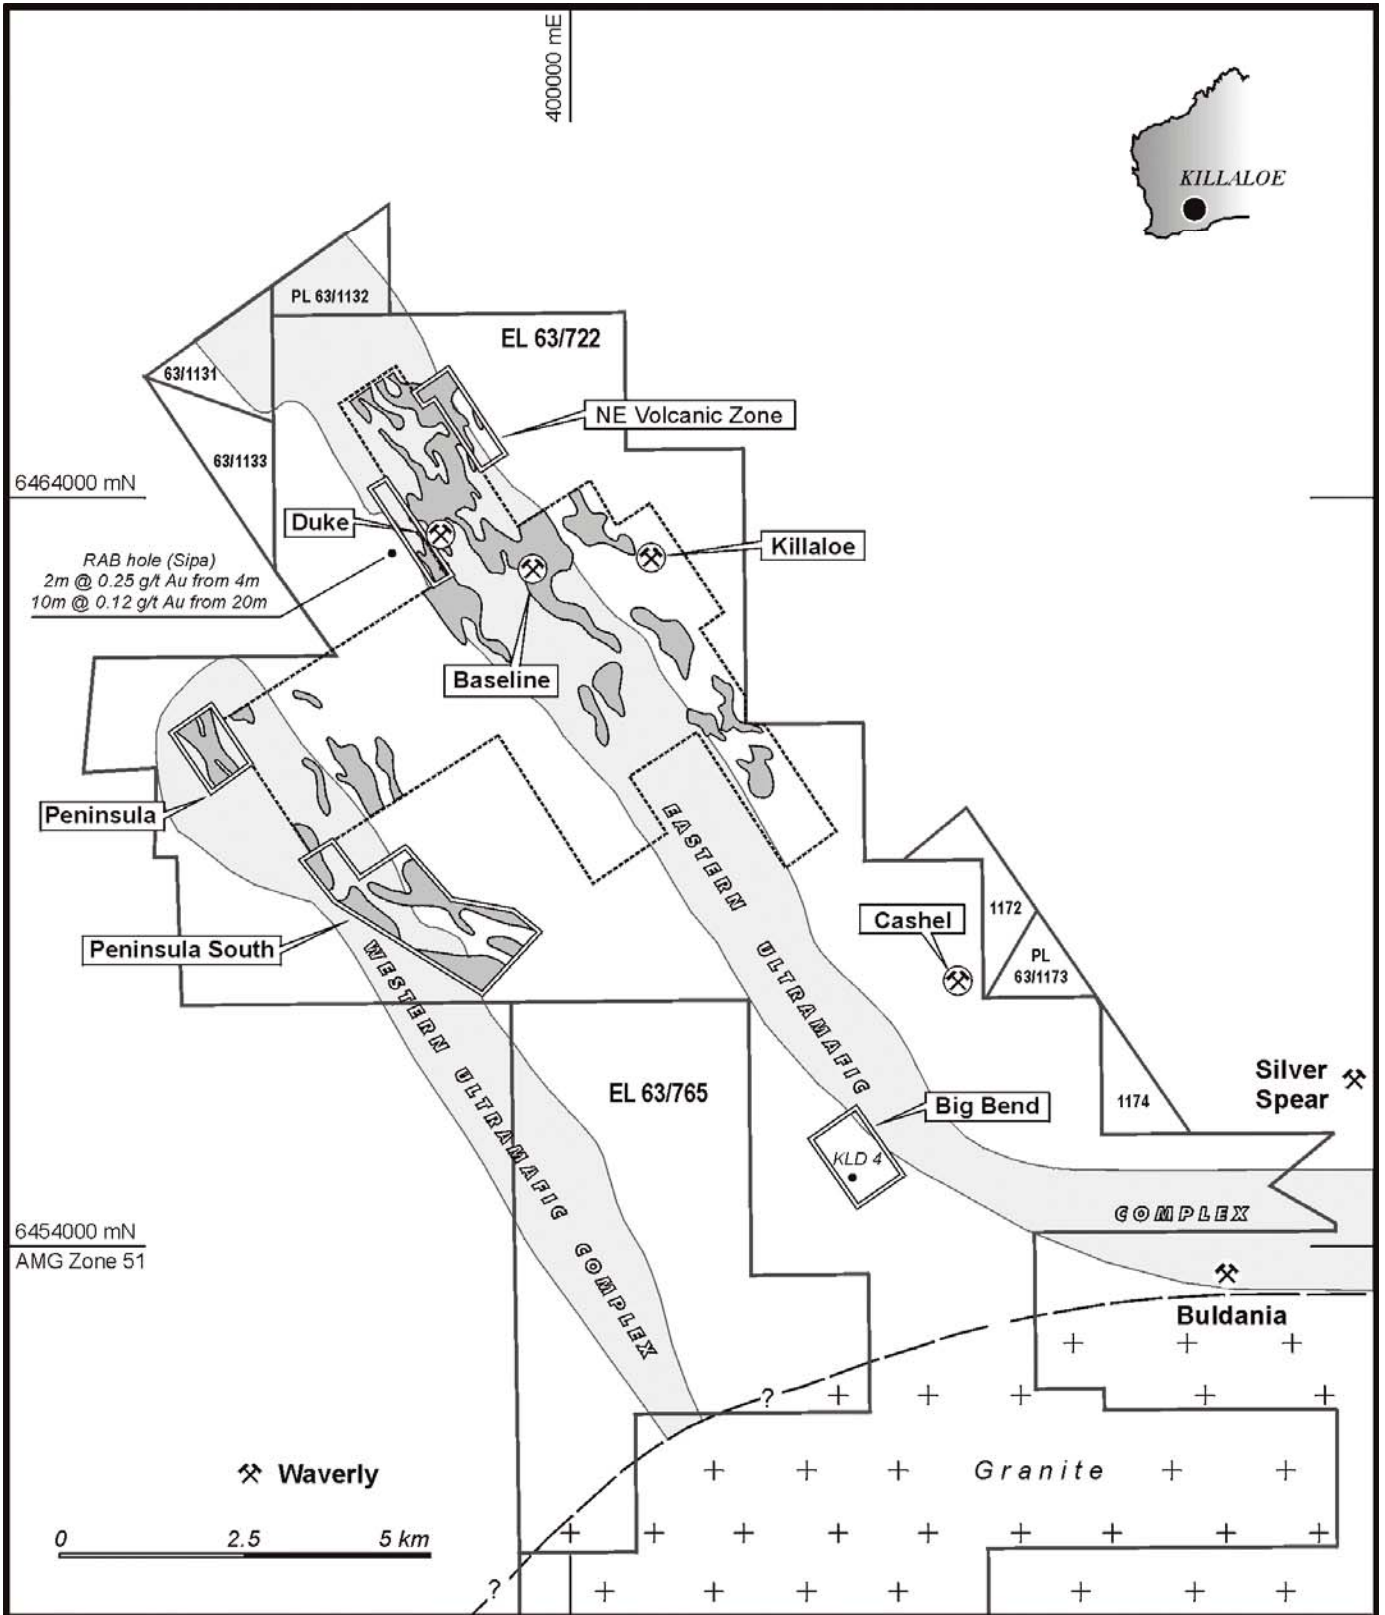 400000 mE
KILLALOE
PL 63/1132
EL 63/722
63/1131
NE Volcanic Zone
63/1133
6464000 mN
Duke
Killaloe
RAB hole (Sipa)
2m @ 0.25 g/t Au from 4m
10m @ 0.12 g/t Au from 20m
Baseline
Peninsula
EASTERN ULTRAMAFIC
Cashel
1172
Peninsula South
PL
63/1173
WESTERN ULTRAMAFIC COMPLEX
Silver
Spear
EL 63/765
Big Bend
1174
KLD 4
COMPLEX
6454000 mN
AMG Zone 51
Buldania
?
Waverly
Granite
0 2.5 5 km
?